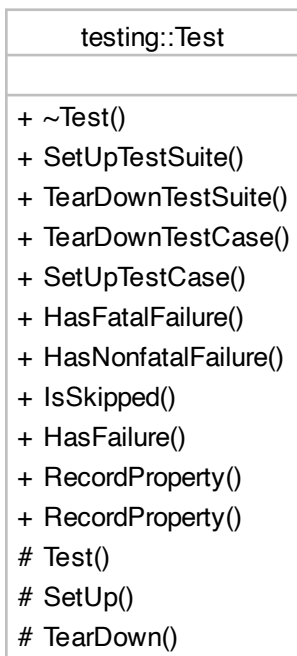 testing::Test
+ ~Test()
+ SetUpTestSuite()
+ TearDownTestSuite()
+ TearDownTestCase()
+ SetUpTestCase()
+ HasFatalFailure()
+ HasNonfatalFailure()
+ IsSkipped()
+ HasFailure()
+ RecordProperty()
+ RecordProperty()
# Test()
# SetUp()
# TearDown()